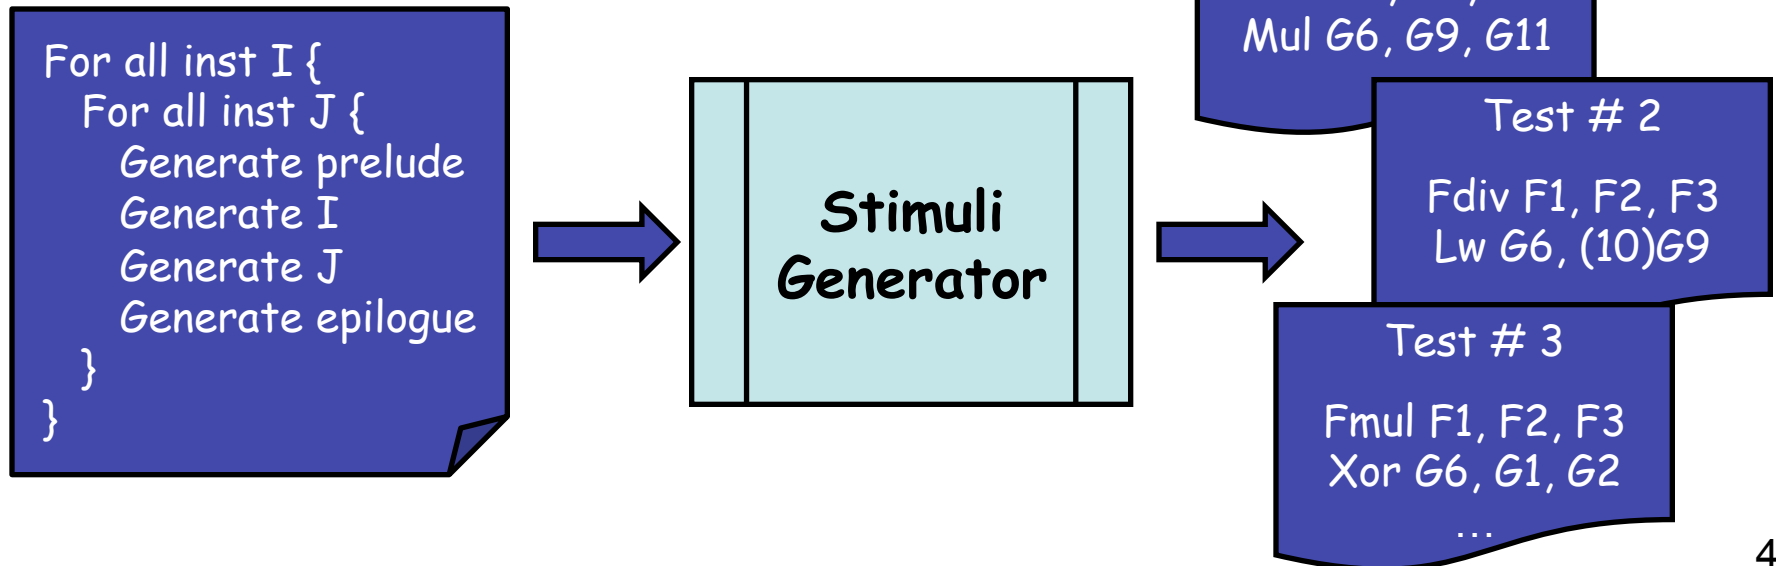 For all inst I {
For all inst J {
Generate prelude
Generate I
Generate J
Generate epilogue
}
}
Stimuli
Generator
Mul G6, G9, G11
Test # 2
Fdiv F1, F2, F3
Lw G6, (10)G9
Test # 3
Fmul F1, F2, F3
Xor G6, G1, G2
...
4